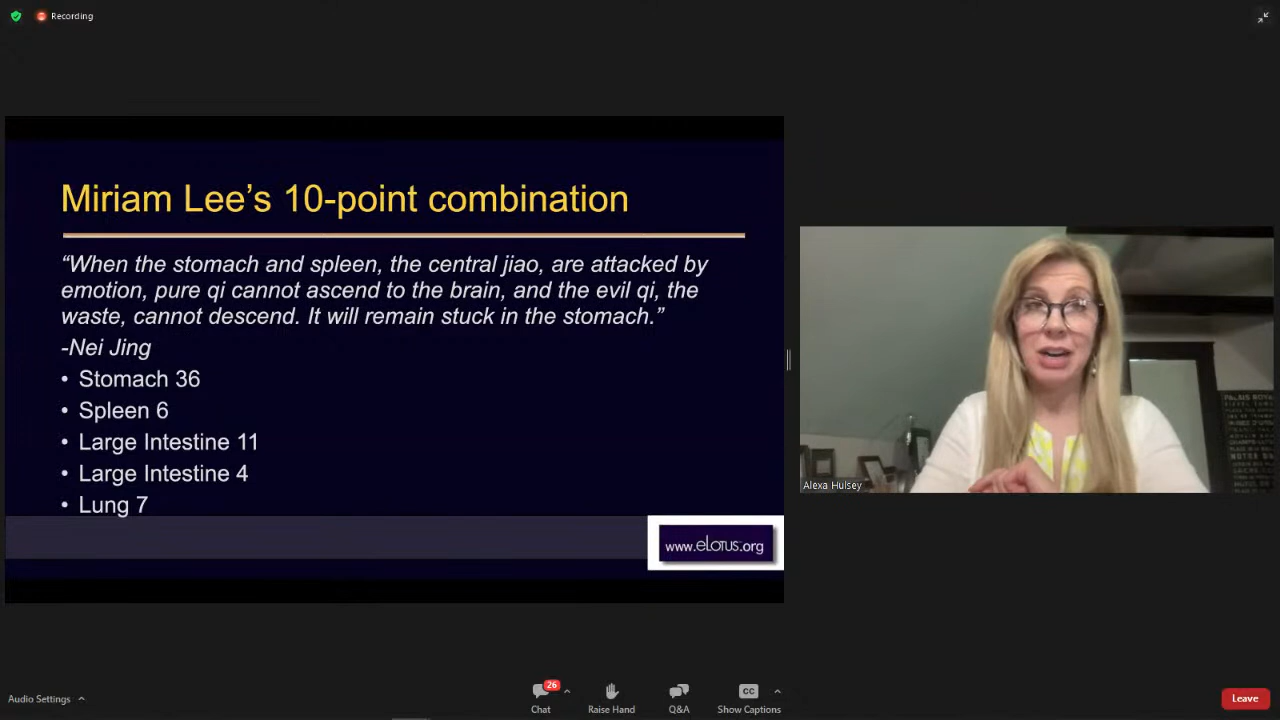 Recording
Miriam Lee's 10-point combination
“When the stomach and spleen, the central jiao, are attacked by
emotion, pure qi cannot ascend to the brain, and the evil qi, the
waste, cannot descend. It will remain stuck in the stomach.”
-Nei Jing
• Stomach 36
• Spleen 6
• Large Intestine 11
• Large Intestine 4
• Lung 7
www.eLotus.org
Alexa Hulsey
Audio Settings
26
Chat
Raise Hand
Q&A
CC
Show Captions
Leave